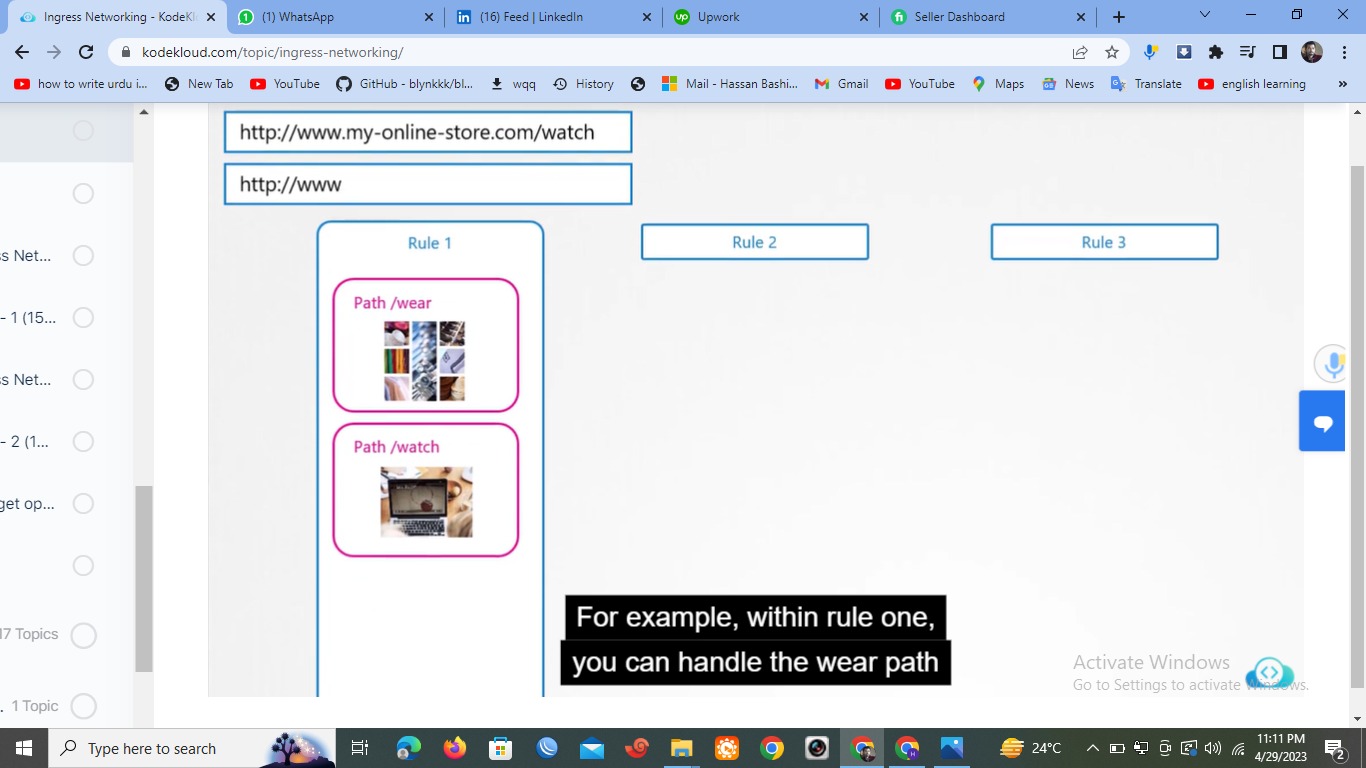 Ingress Networking - KodeKl
(1) WhatsApp
(16) Feed | LinkedIn
Upwork
Seller Dashboard
kodekloud.com/topic/ingress-networking/
how to write urdu i...
New Tab
YouTube
GitHub - blynkkk/bl...
wqq
History
Mail - Hassan Bashi...
Gmail
YouTube
Maps
News
Translate
english learning
»
http://www.my-online-store.com/watch
http://www
Rule 1
Rule 2
Rule 3
Path /wear
Path /watch
s Net...
- 1 (15...
s Net...
- 2 (1...
get op...
17 Topics
. 1 Topic
For example, within rule one,
you can handle the wear path
Activate Windows
Go to Settings to activate Windows.
Type here to search
24°C
11:11 PM
4/29/2023
2